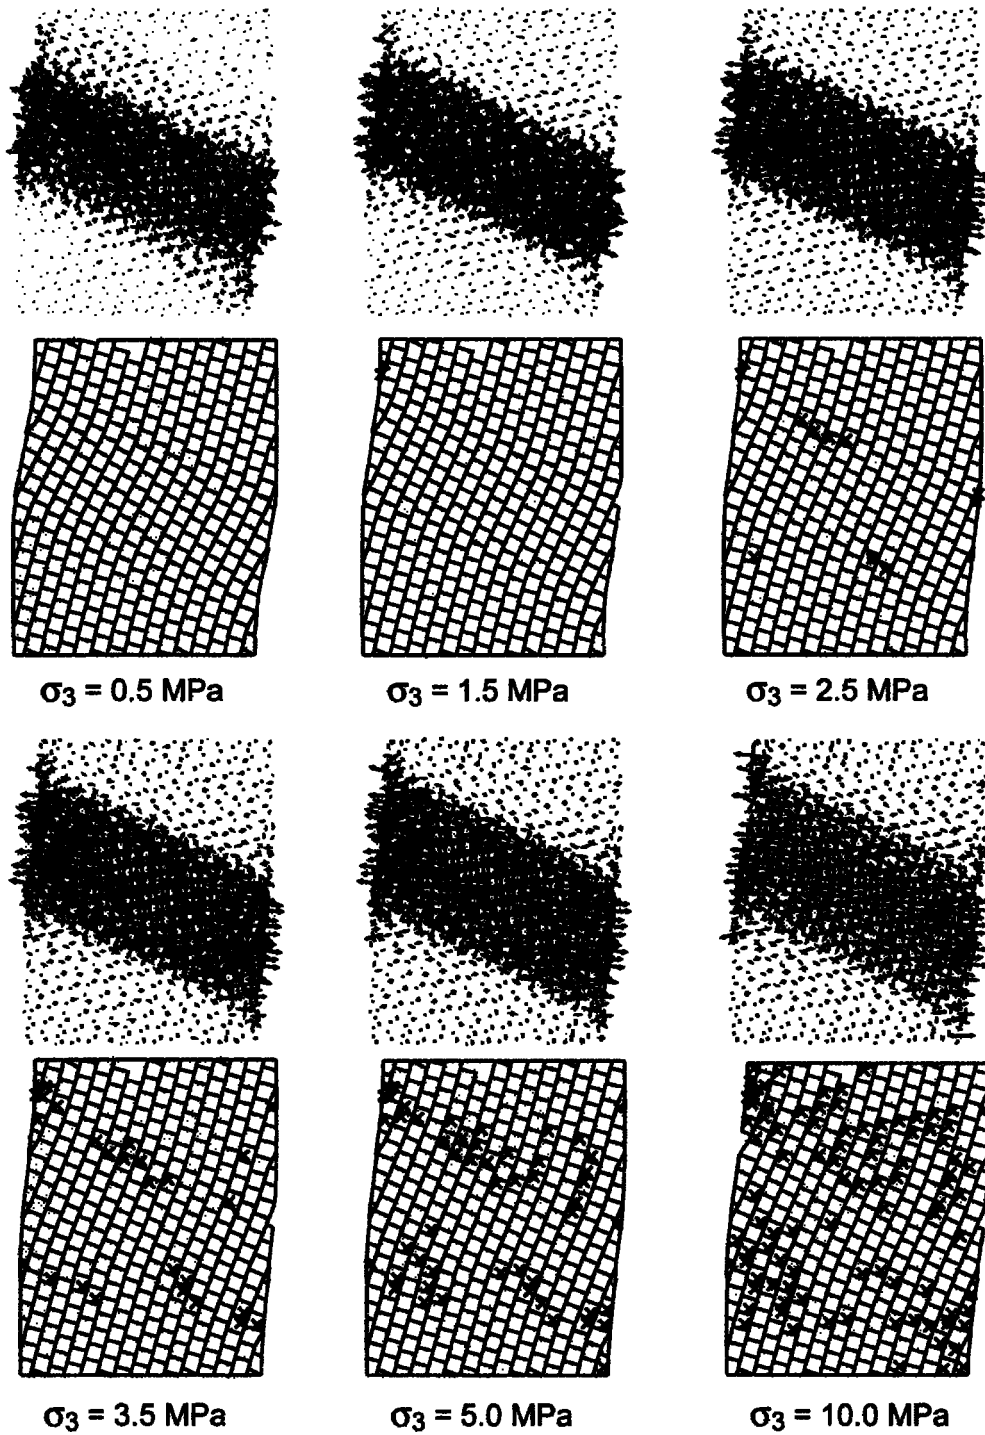 σ3 = 0.5 MPa
σ3 = 1.5 MPa
σ3 = 2.5 MPa
σ3 = 3.5 MPa
σ3 = 5.0 MPa
σ3 = 10.0 MPa